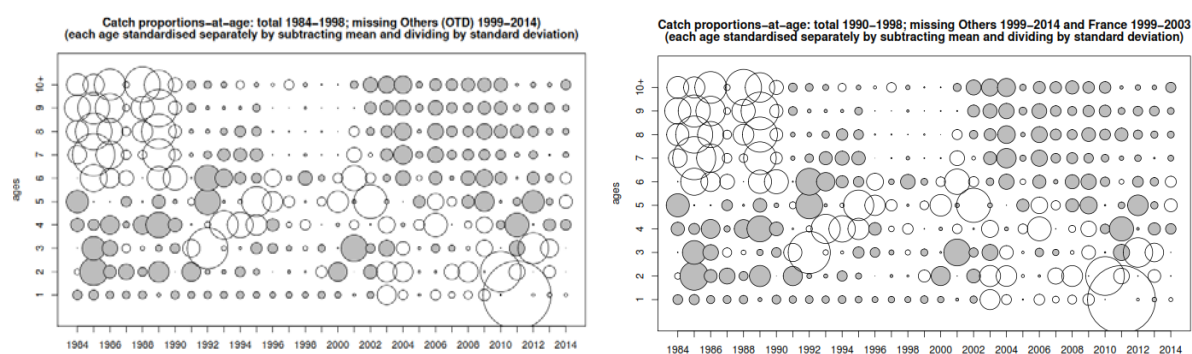 Catch proportions−at−age: total 1984−1998; missing Others (OTD) 1999−2014)
(each age standardised separately by subtracting mean and dividing by standard deviation)
10+
9
8
7
6
5
4
3
2
1
ages
1984 1986 1988 1990 1992 1994 1996 1998 2000 2002 2004 2006 2008 2010 2012 2014
Catch proportions−at−age: total 1990−1998; missing Others 1999−2014 and France 1999−2003
(each age standardised separately by subtracting mean and dividing by standard deviation)
10+
9
8
7
6
5
4
3
2
1
ages
1984 1986 1988 1990 1992 1994 1996 1998 2000 2002 2004 2006 2008 2010 2012 2014